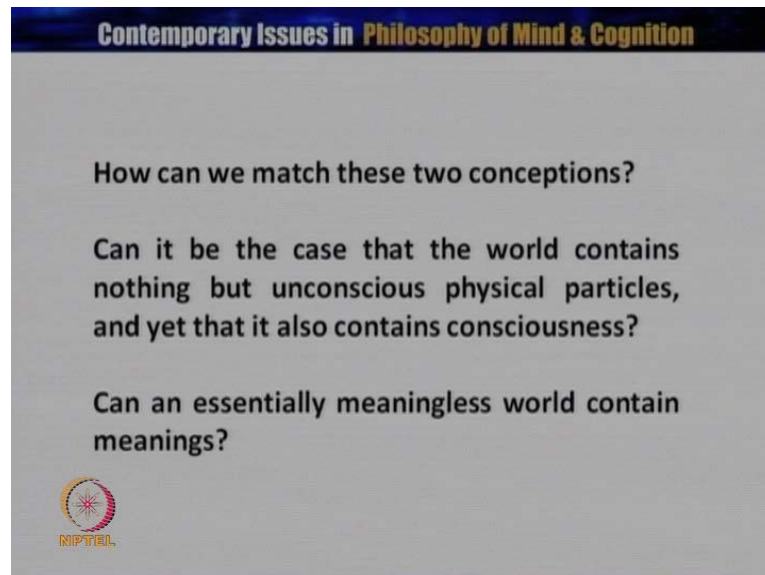 Contemporary Issues in Philosophy of Mind & Cognition
How can we match these two conceptions?
Can it be the case that the world contains
nothing but unconscious physical particles,
and yet that it also contains consciousness?
Can an essentially meaningless world contain
meanings?
NPTEL